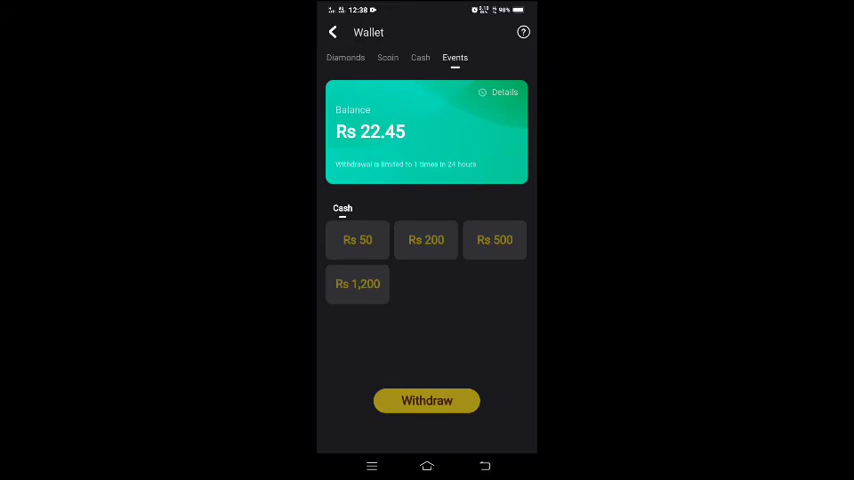 12:38 98%
Wallet
Diamonds Scoin Cash Events
Details
Balance
Rs 22.45
Withdrawal is limited to 1 times in 24 hours
Cash
Rs 50 Rs 200 Rs 500
Rs 1,200
Withdraw